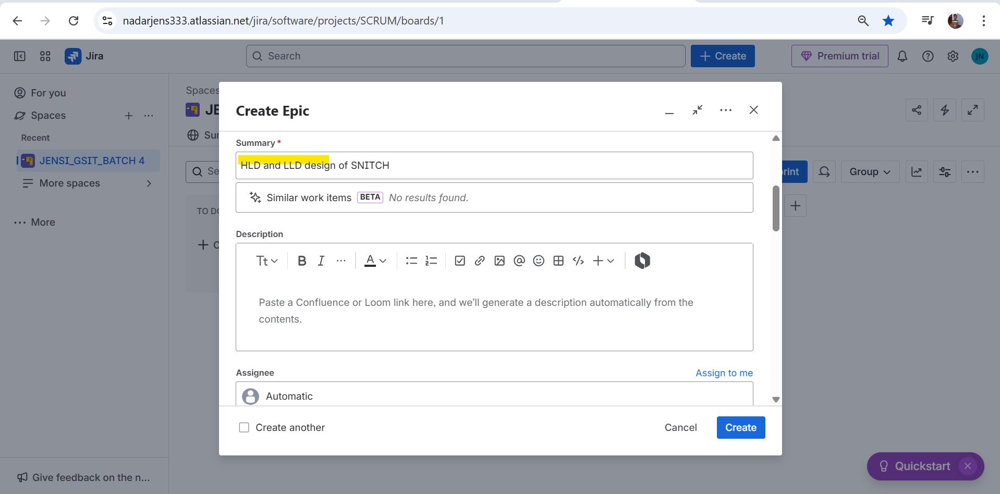 nadarjens333.atlassian.net/jira/software/projects/SCRUM/boards/1
Jira
Search
Create
Premium trial
JN
For you
Spaces
Recent
JENSI_GSIT_BATCH 4
More spaces
More
Give feedback on the n...
Spaces
JE
Su
Se
TO DO
print
Group
Create Epic
Summary *
HLD and LLD design of SNITCH
Similar work items BETA No results found.
Description
Tt B I A
Paste a Confluence or Loom link here, and we'll generate a description automatically from the
contents.
Assignee Assign to me
Automatic
Create another Cancel Create
Quickstart